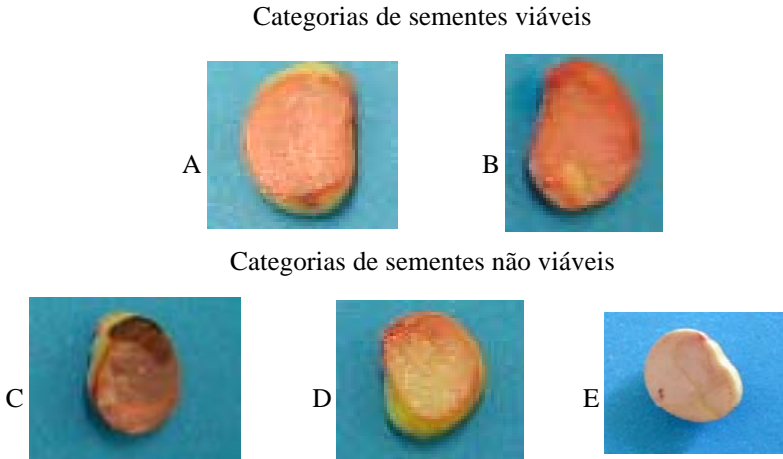 Categorias de sementes viáveis
A
B
Categorias de sementes não viáveis
C
D
E